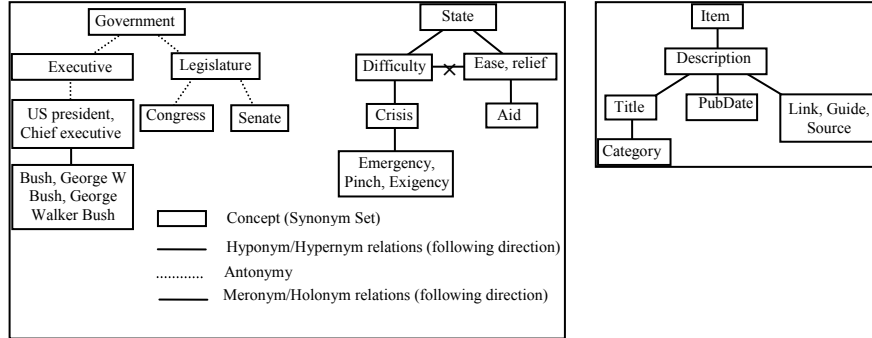 Government
Executive
Legislature
US president,
Chief executive
Congress
Senate
Bush, George W
Bush, George
Walker Bush
State
Difficulty
Ease, relief
Crisis
Aid
Emergency,
Pinch, Exigency
Concept (Synonym Set)
Hyponym/Hypernym relations (following direction)
Antonymy
Meronym/Holonym relations (following direction)
Item
Description
Title
PubDate
Link, Guide,
Source
Category